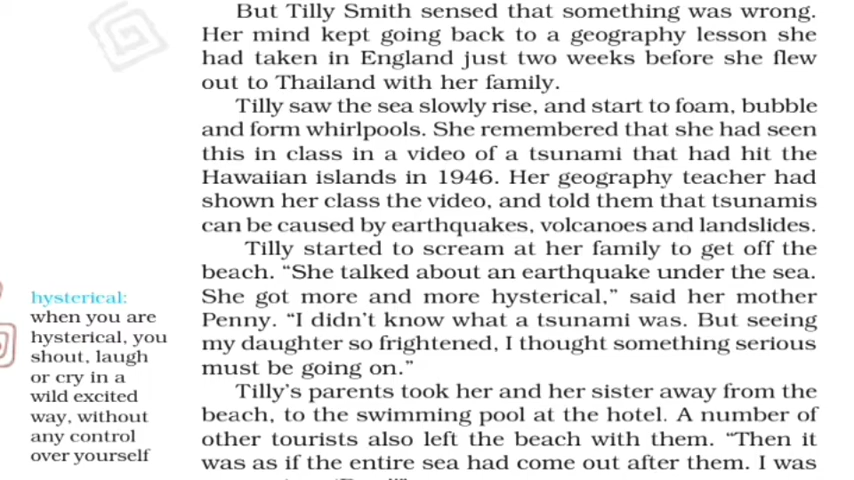 But Tilly Smith sensed that something was wrong.
Her mind kept going back to a geography lesson she
had taken in England just two weeks before she flew
out to Thailand with her family.
Tilly saw the sea slowly rise, and start to foam, bubble
and form whirlpools. She remembered that she had seen
this in class in a video of a tsunami that had hit the
Hawaiian islands in 1946. Her geography teacher had
shown her class the video, and told them that tsunamis
can be caused by earthquakes, volcanoes and landslides.
Tilly started to scream at her family to get off the
beach. “She talked about an earthquake under the sea.
She got more and more hysterical,” said her mother
Penny. “I didn’t know what a tsunami was. But seeing
my daughter so frightened, I thought something serious
must be going on.”
Tilly’s parents took her and her sister away from the
beach, to the swimming pool at the hotel. A number of
other tourists also left the beach with them. “Then it
was as if the entire sea had come out after them. I was
hysterical:
when you are
hysterical, you
shout, laugh
or cry in a
wild excited
way, without
any control
over yourself